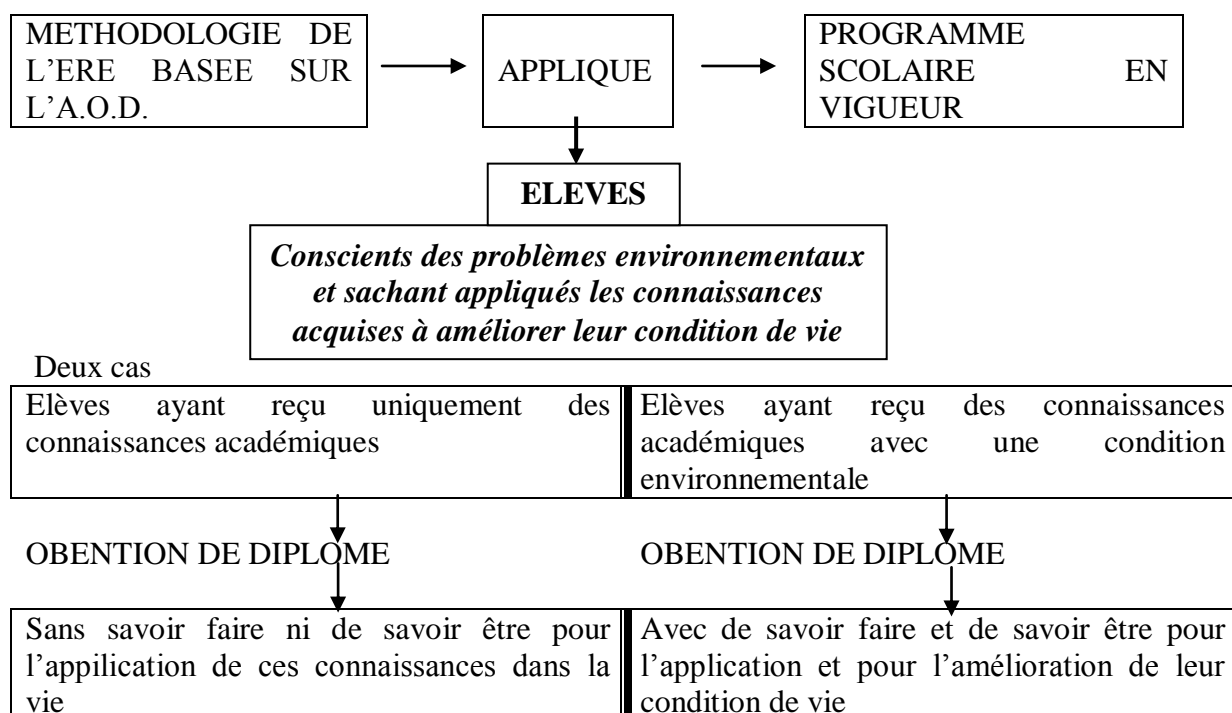 METHODOLOGIE DE
L’ERE BASEE SUR
L’A.O.D.
APPLIQUE
PROGRAMME
SCOLAIRE EN
VIGUEUR
ELEVES
Conscients des problèmes environnementaux
et sachant appliqués les connaissances
acquises à améliorer leur condition de vie
Deux cas
Elèves ayant reçu uniquement des
connaissances académiques
Elèves ayant reçu des connaissances
académiques avec une condition
environnementale
OBENTION DE DIPLOME
OBENTION DE DIPLOME
Sans savoir faire ni de savoir être pour
l’appilication de ces connaissances dans la
vie
Avec de savoir faire et de savoir être pour
l’application et pour l’amélioration de leur
condition de vie